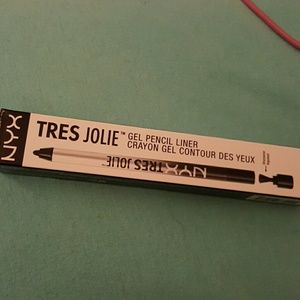 NYX
TRES JOLIE™ GEL PENCIL LINER
CRAYON GEL CONTOUR DES YEUX
TRES JOLIE
NYX